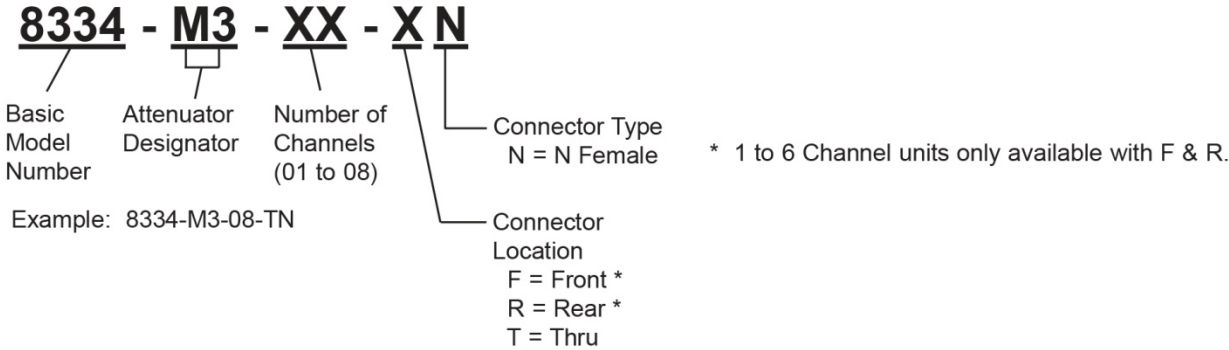 8334 - M3 - XX - X N
Basic
Model
Number
Attenuator
Designator
Number of
Channels
(01 to 08)
Connector Type
N = N Female
* 1 to 6 Channel units only available with F & R.
Example: 8334-M3-08-TN
Connector
Location
F = Front *
R = Rear *
T = Thru